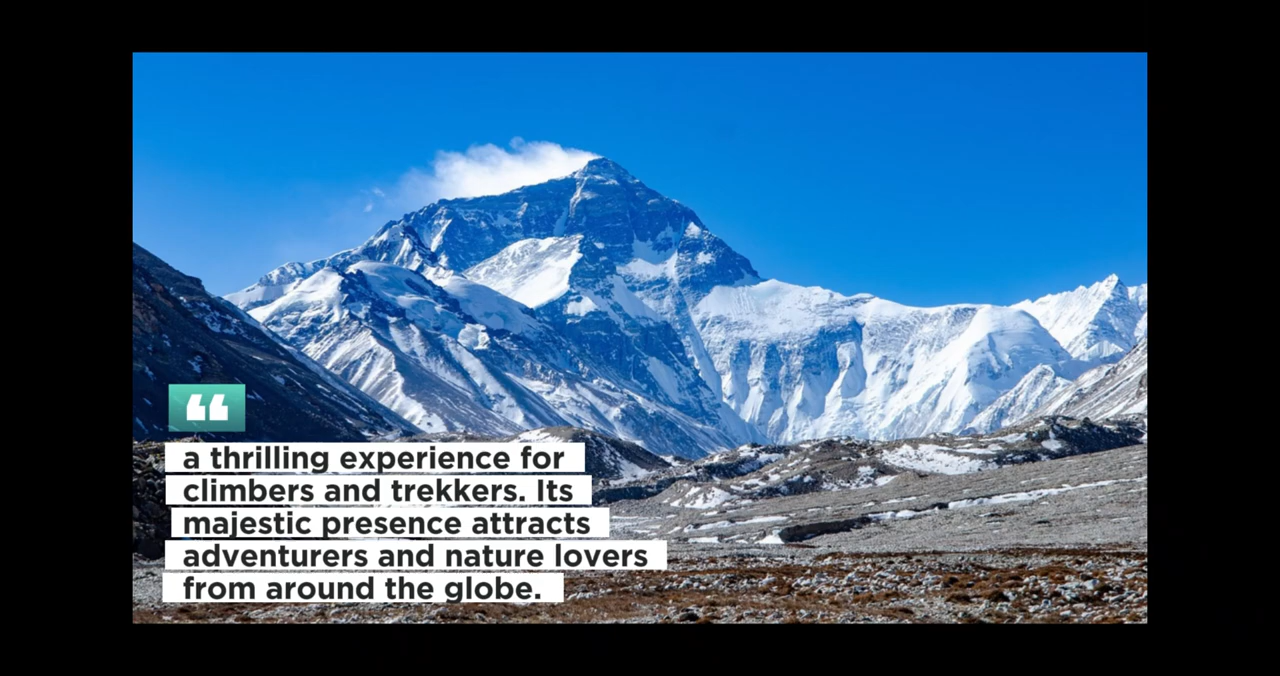 ❝
a thrilling experience for
climbers and trekkers. Its
majestic presence attracts
adventurers and nature lovers
from around the globe.